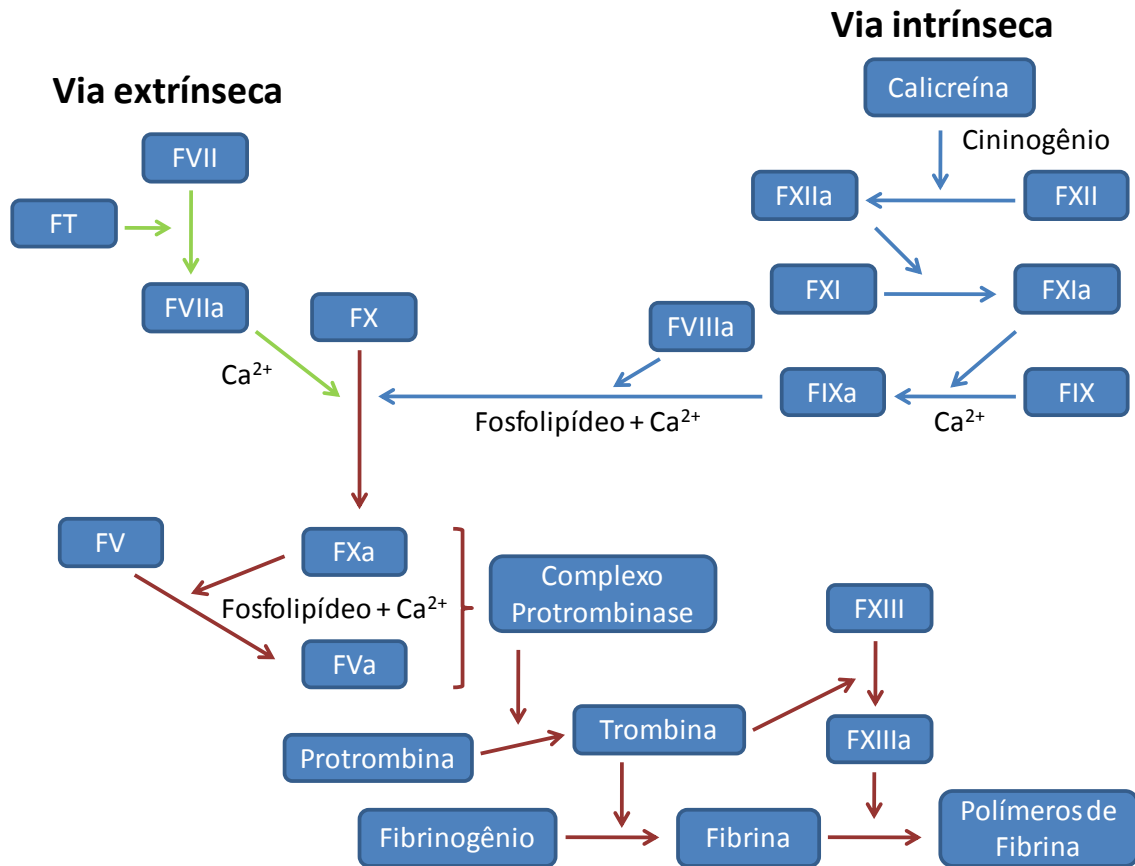 Via intrínseca
Via extrínseca
Calicreína
FVII
Cininogênio
FT
FXIIa
FXII
FVIIa
FX
FVIIIa
FXI
FXIa
Ca²⁺
Fosfolipídeo + Ca²⁺
FIXa
Ca²⁺
FIX
FV
FXa
Complexo
Protrombinase
Fosfolipídeo + Ca²⁺
FXIII
FVa
Protrombina
Trombina
FXIIIa
Fibrinogênio
Fibrina
Polímeros de
Fibrina